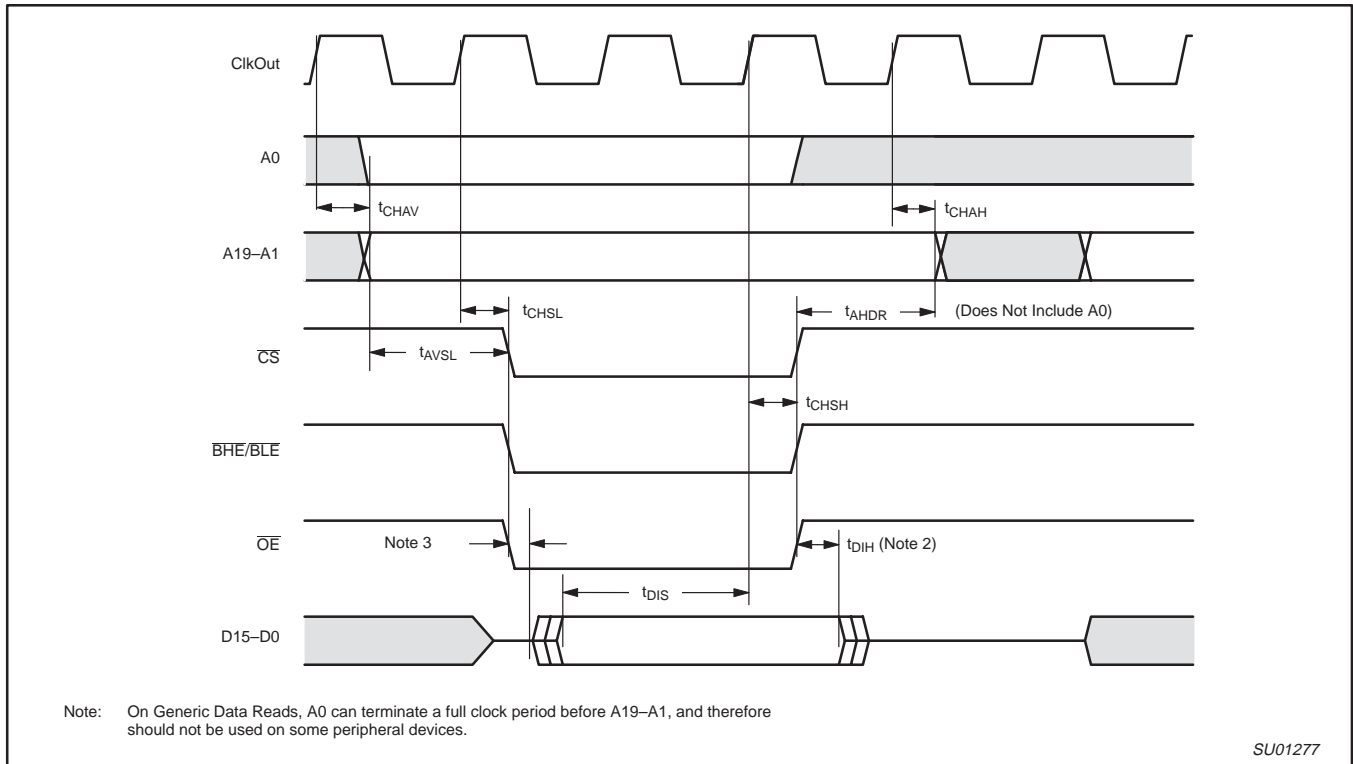 ClkOut
A0
tCHAV
tCHAH
A19–A1
tCHSL
tAHDR (Does Not Include A0)
CS
tAVSL
tCHSH
BHE/BLE
OE
Note 3
tDIH (Note 2)
tDIS
D15–D0
Note: On Generic Data Reads, A0 can terminate a full clock period before A19–A1, and therefore
should not be used on some peripheral devices.
SU01277